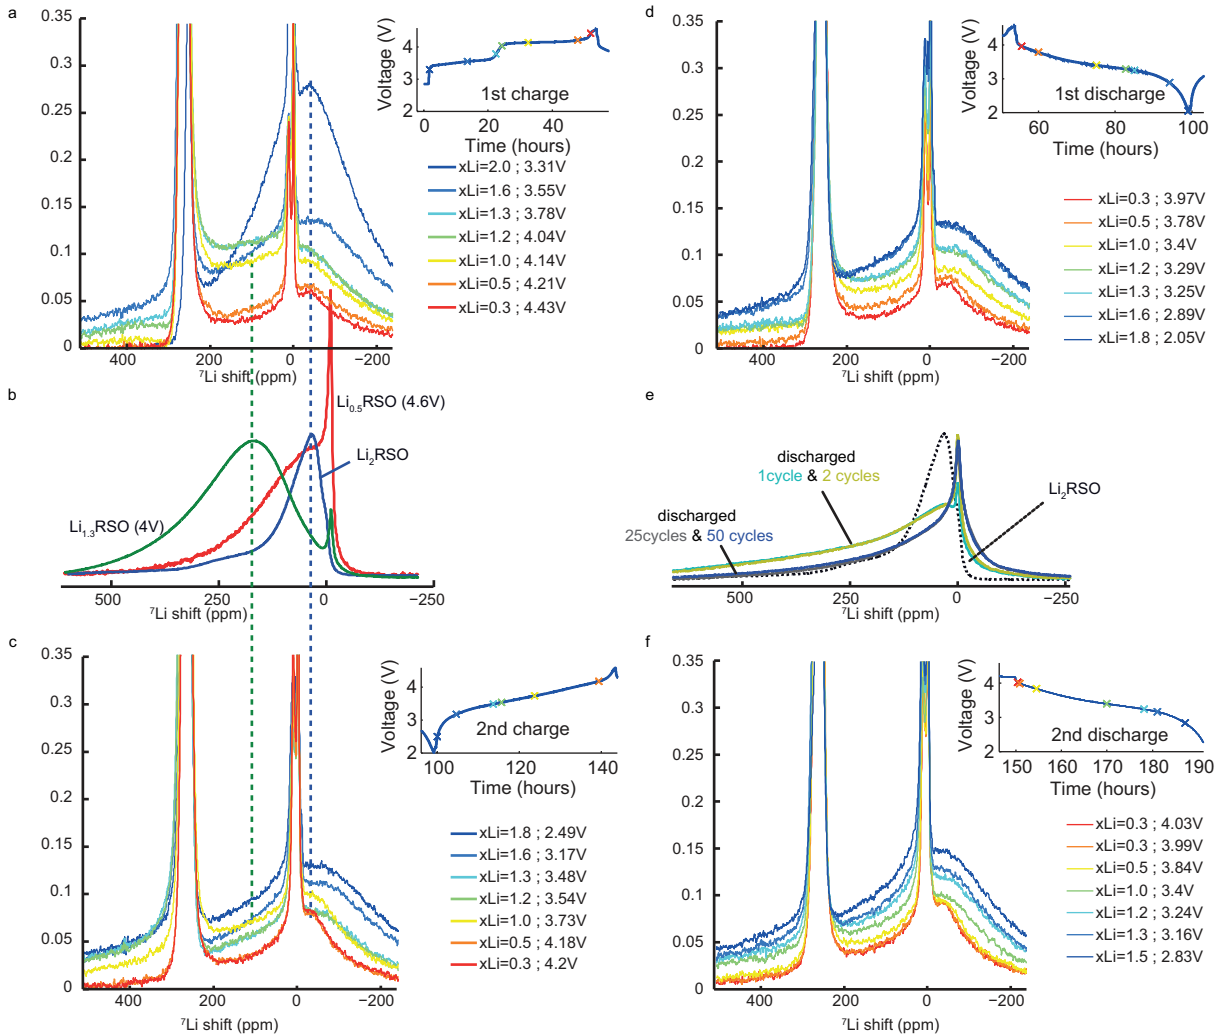 a
0.35
0.3
0.25
0.2
0.15
0.1
0.05
0
400
200
0
−200
⁷Li shift (ppm)
Voltage (V)
4
3
2
0
20
40
1st charge
Time (hours)
xLi=2.0 ; 3.31V
xLi=1.6 ; 3.55V
xLi=1.3 ; 3.78V
xLi=1.2 ; 4.04V
xLi=1.0 ; 4.14V
xLi=0.5 ; 4.21V
xLi=0.3 ; 4.43V
d
0.35
0.3
0.25
0.2
0.15
0.1
0.05
0
400
200
0
−200
⁷Li shift (ppm)
Voltage (V)
4
3
2
60
80
100
1st discharge
Time (hours)
xLi=0.3 ; 3.97V
xLi=0.5 ; 3.78V
xLi=1.0 ; 3.4V
xLi=1.2 ; 3.29V
xLi=1.3 ; 3.25V
xLi=1.6 ; 2.89V
xLi=1.8 ; 2.05V
b
Li₀.₅RSO (4.6V)
Li₂RSO
Li₁.₃RSO (4V)
500
250
0
-250
⁷Li shift (ppm)
e
discharged
1cycle & 2 cycles
Li₂RSO
discharged
25cycles & 50 cycles
500
250
0
-250
⁷Li shift (ppm)
c
0.35
0.3
0.25
0.2
0.15
0.1
0.05
0
400
200
0
−200
⁷Li shift (ppm)
Voltage (V)
4
3
2
100
120
140
2nd charge
Time (hours)
xLi=1.8 ; 2.49V
xLi=1.6 ; 3.17V
xLi=1.3 ; 3.48V
xLi=1.2 ; 3.54V
xLi=1.0 ; 3.73V
xLi=0.5 ; 4.18V
xLi=0.3 ; 4.2V
f
0.35
0.3
0.25
0.2
0.15
0.1
0.05
0
400
200
0
−200
⁷Li shift (ppm)
Voltage (V)
4
3
2
150
170
180
191
2nd discharge
Time (hours)
xLi=0.3 ; 4.03V
xLi=0.3 ; 3.99V
xLi=0.5 ; 3.84V
xLi=1.0 ; 3.4V
xLi=1.2 ; 3.24V
xLi=1.3 ; 3.16V
xLi=1.5 ; 2.83V